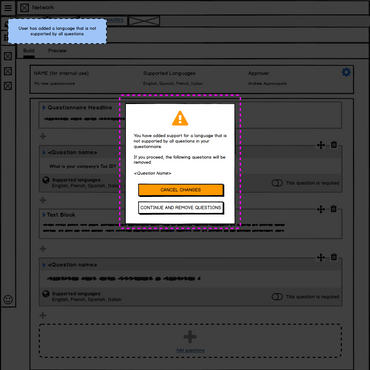 Network
User has added a language that is not
supported by all questions
Build
Preview
NAME (for internal use)
Supported Languages
Approver
My new questionnaire
English, Spanish, French, Italian
Questionnaire Headline
<Question name>
What is your company's Tax ID?
Supported languages
English, French, Spanish, Italian
This question is required
Text Block
<Question name>
Supported languages
English, French, Spanish, Italian
This question is required
Add questions
You have added support for a language that is
not supported by all questions in your
questionnaire.
If you proceed, the following questions will be
removed:
<Question Name>
CANCEL CHANGES
CONTINUE AND REMOVE QUESTIONS